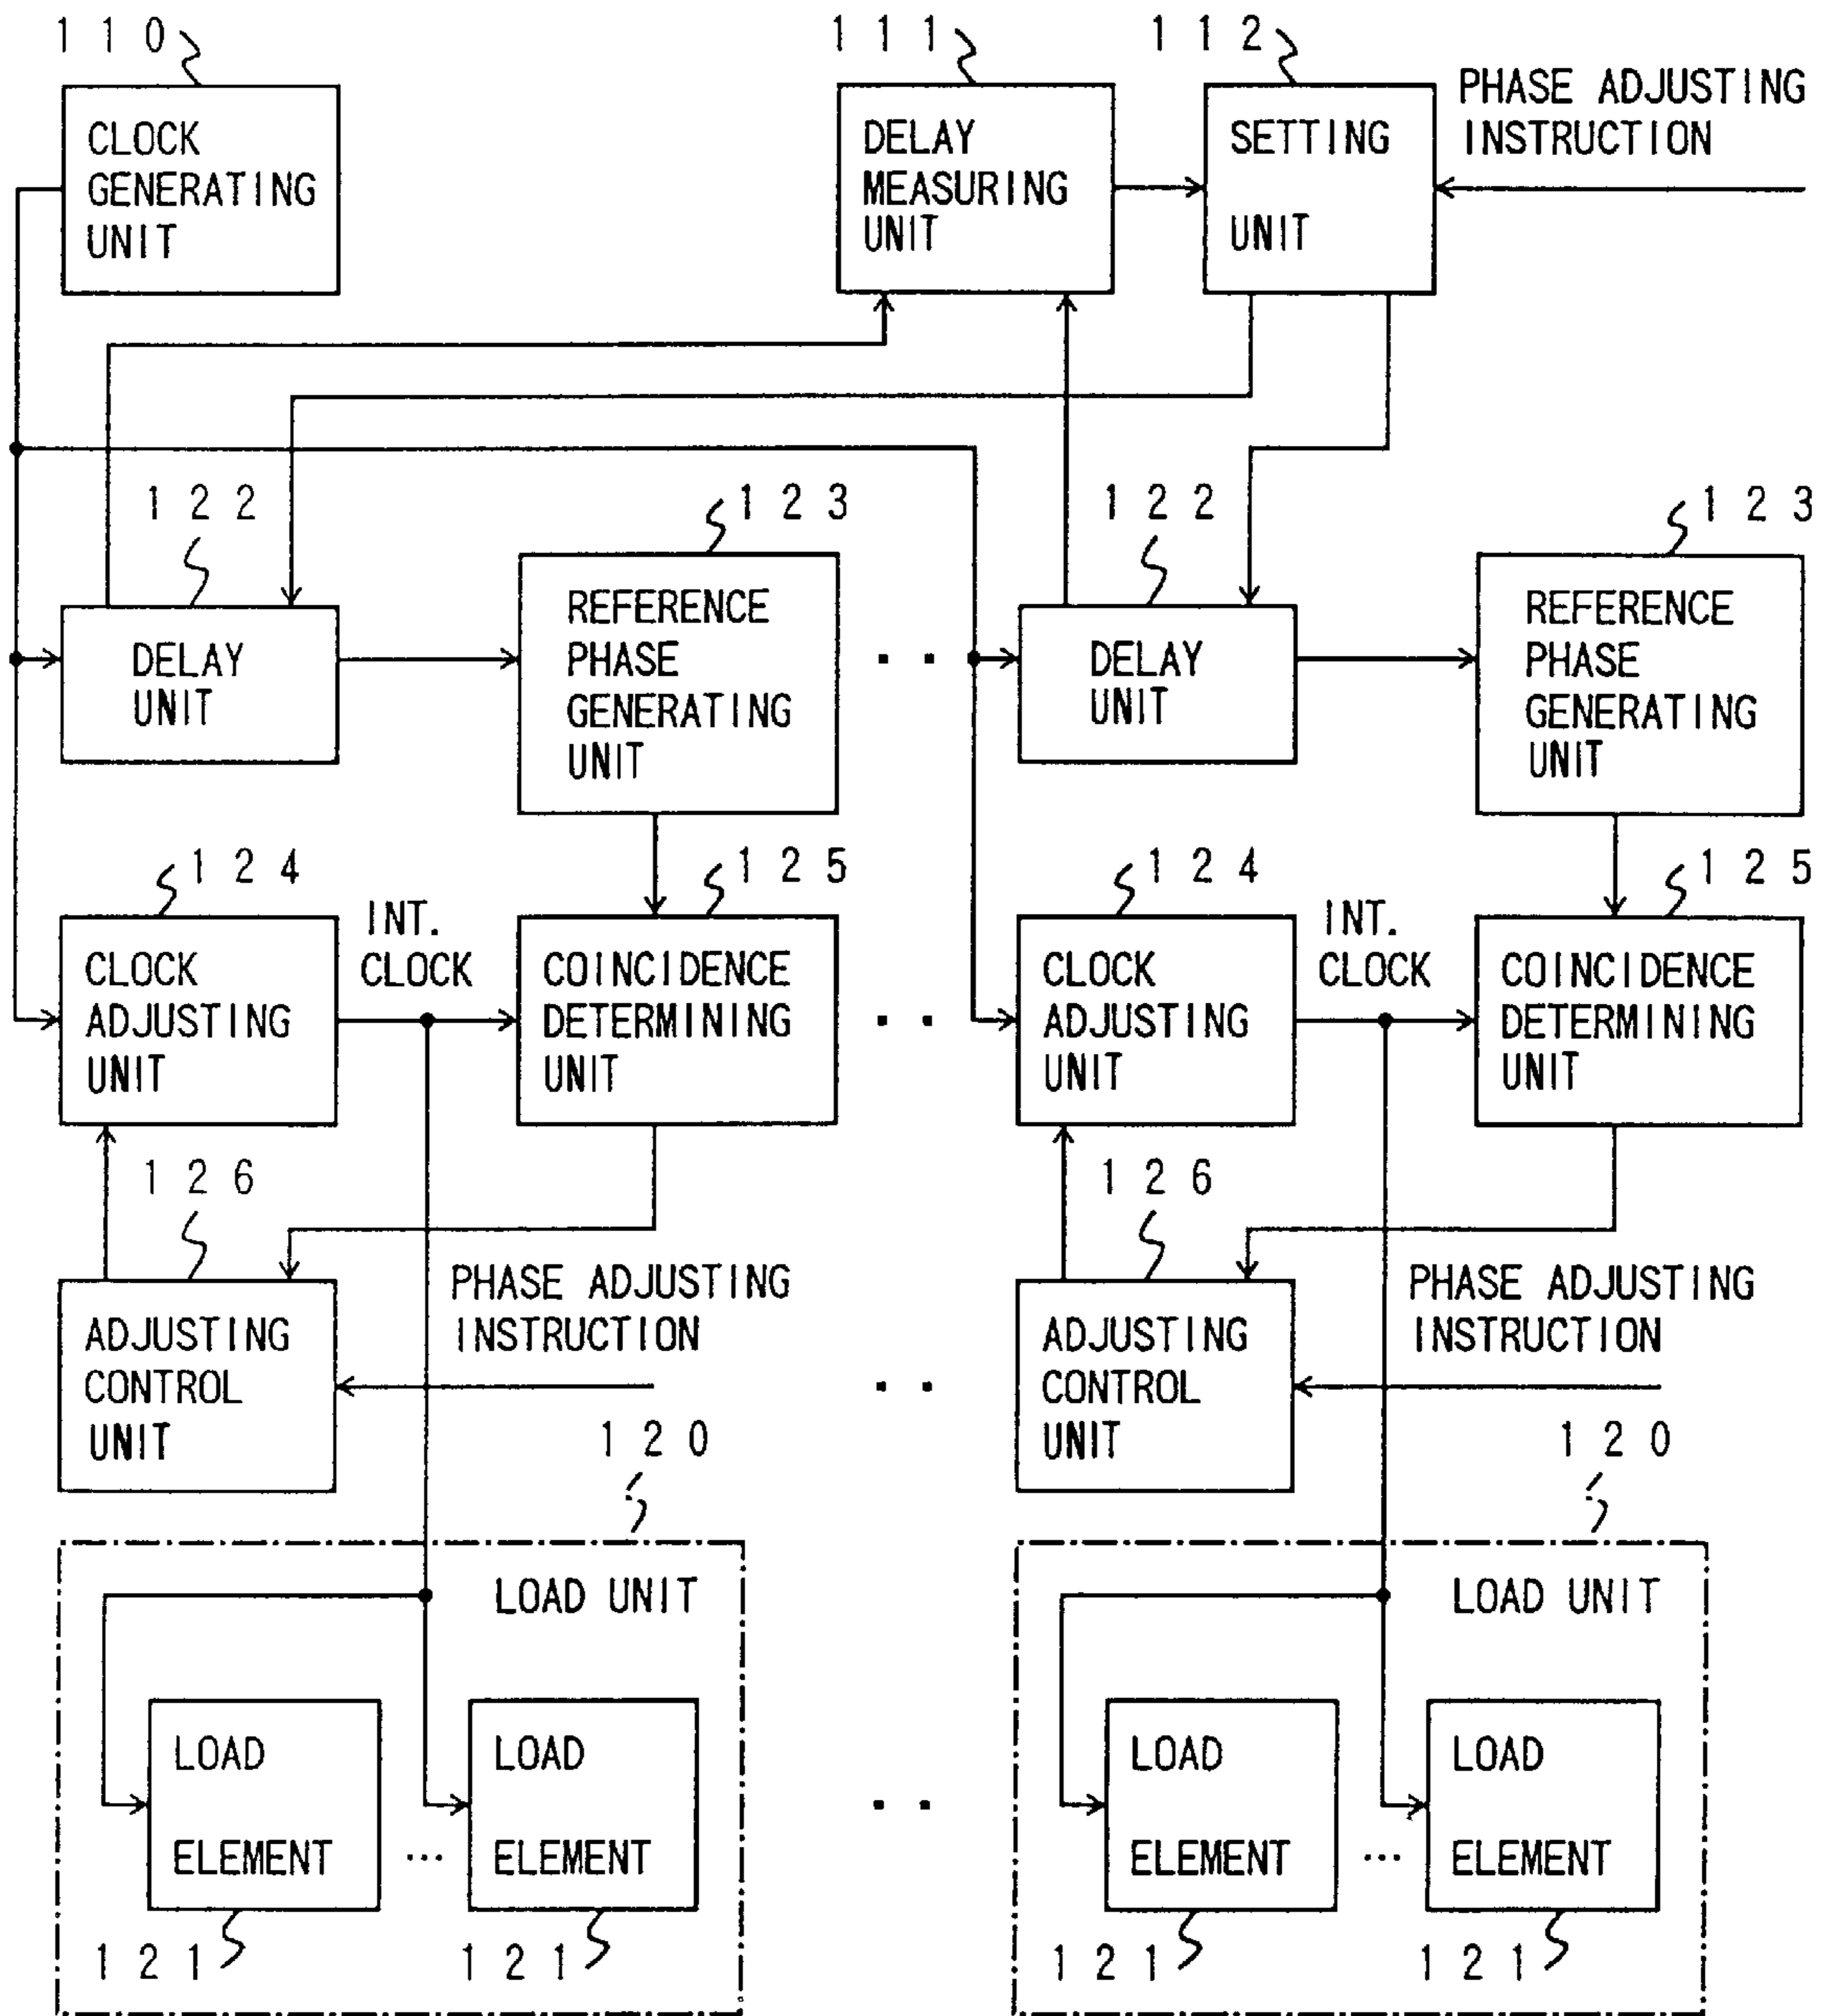 110
111
112
CLOCK
GENERATING
UNIT
DELAY
MEASURING
UNIT
SETTING
UNIT
PHASE ADJUSTING
INSTRUCTION
122
123
122
123
DELAY
UNIT
REFERENCE
PHASE
GENERATING
UNIT
DELAY
UNIT
REFERENCE
PHASE
GENERATING
UNIT
124
125
124
125
CLOCK
ADJUSTING
UNIT
INT.
CLOCK
COINCIDENCE
DETERMINING
UNIT
CLOCK
ADJUSTING
UNIT
INT.
CLOCK
COINCIDENCE
DETERMINING
UNIT
126
126
ADJUSTING
CONTROL
UNIT
PHASE ADJUSTING
INSTRUCTION
ADJUSTING
CONTROL
UNIT
PHASE ADJUSTING
INSTRUCTION
120
120
LOAD UNIT
LOAD UNIT
LOAD
ELEMENT
...
LOAD
ELEMENT
LOAD
ELEMENT
...
LOAD
ELEMENT
121
121
121
121